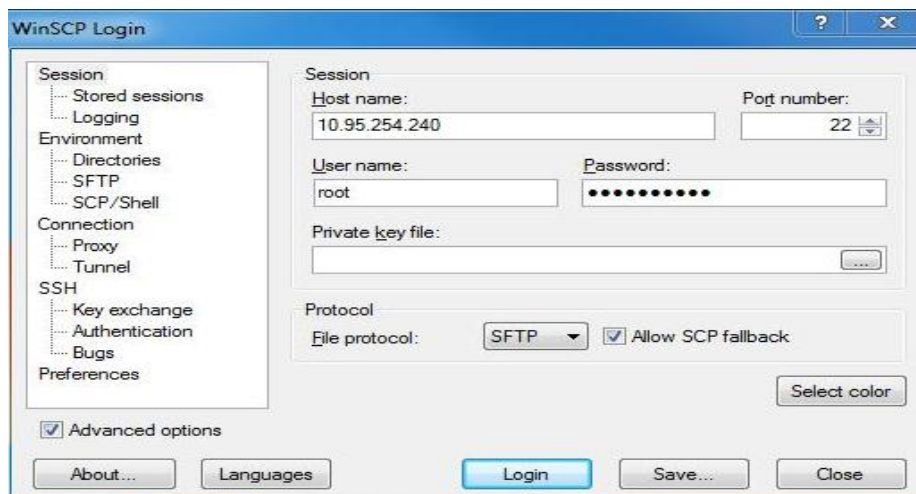 WinSCP Login
Session
Stored sessions
Logging
Environment
Directories
SFTP
SCP/Shell
Connection
Proxy
Tunnel
SSH
Key exchange
Authentication
Bugs
Preferences
Advanced options
Session
Host name:
Port number:
10.95.254.240
22
User name:
Password:
root
••••••••••
Private key file:
...
Protocol
File protocol:
SFTP
Allow SCP fallback
Select color
About...
Languages
Login
Save...
Close